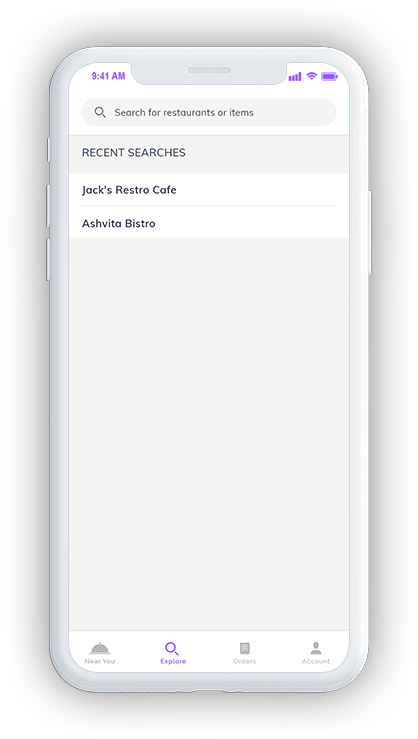 9:41 AM
Search for restaurants or items
RECENT SEARCHES
Jack's Restro Cafe
Ashvita Bistro
Near You
Explore
Orders
Account